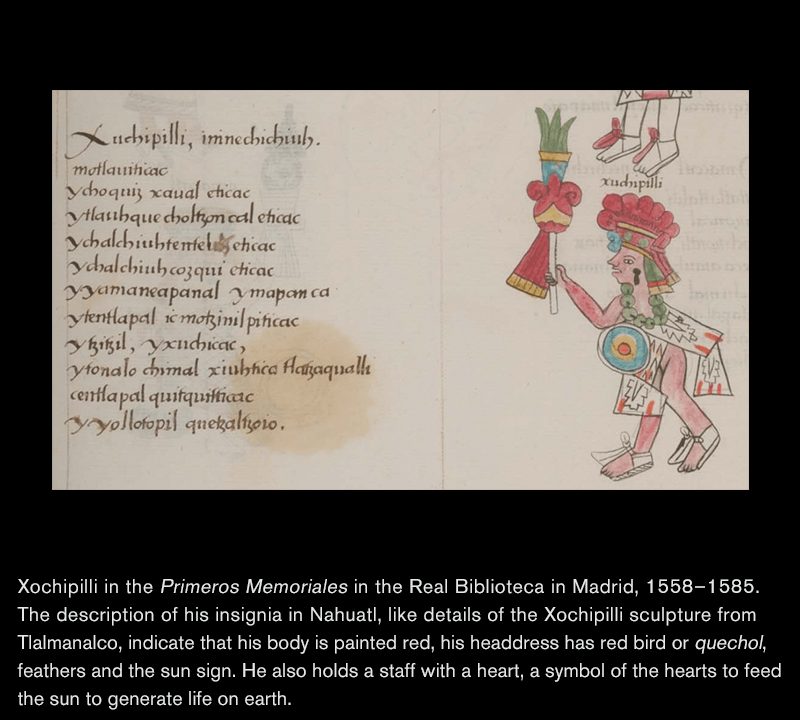 Xuchipilli, imnechichiuh.
motlauiticac
ychoquiz xaual eticac
ytlauhquecholtzoncal eticac
ychalchiuhtentel eticac
ychalchiuhcozqui eticac
yyamaneapanal ymapanca
ytentlapal ic motzinilpiticac
ytzitzil, yxuchicac,
ytonalo chimal xiuhtica tlatzaqualli
centlapal quitquitticac
yyollotopil quetzaltzoio.
xuchipilli
Xochipilli in the Primeros Memoriales in the Real Biblioteca in Madrid, 1558–1585.
The description of his insignia in Nahuatl, like details of the Xochipilli sculpture from
Tlalmanalco, indicate that his body is painted red, his headdress has red bird or quechol,
feathers and the sun sign. He also holds a staff with a heart, a symbol of the hearts to feed
the sun to generate life on earth.